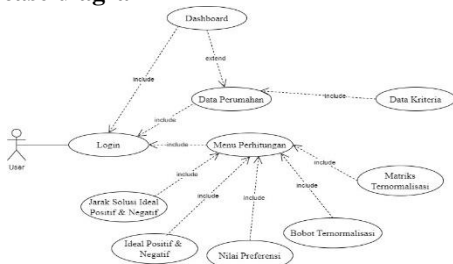 Dashboard
extend
include
Data Perumahan
Data Kriteria
include
include
User
Login
include
Menu Perhitungan
Matriks
Ternormalisasi
include
include
Jarak Solusi Ideal
Positif & Negatif
include
include
include
Bobot Ternormalisasi
Ideal Positif &
Negatif
Nilai Preferensi